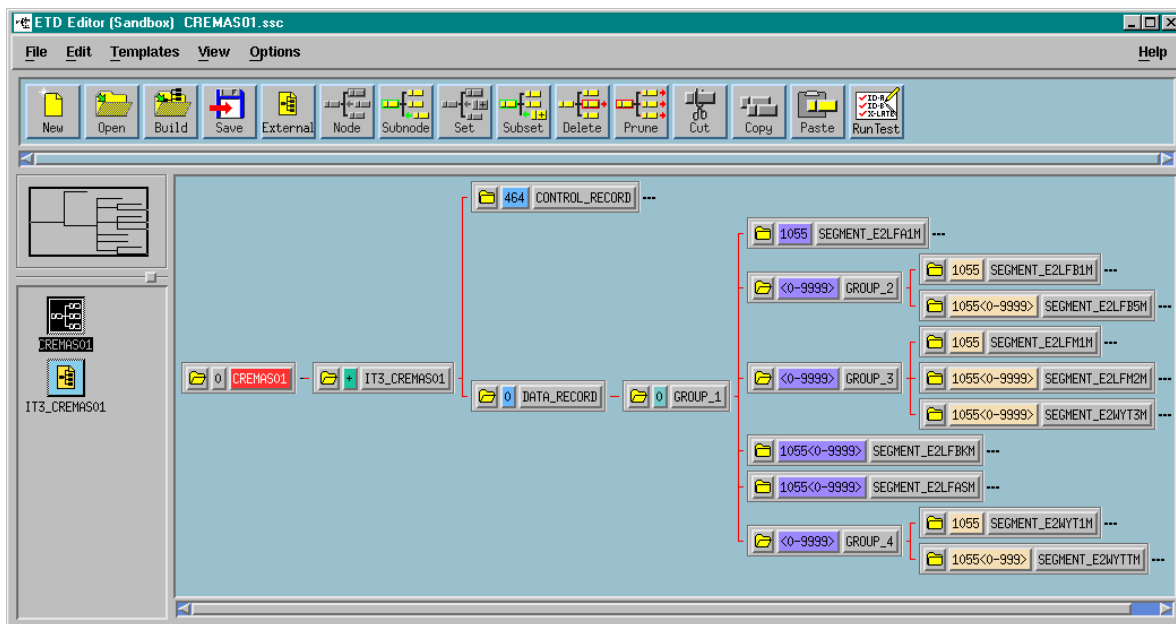 ETD Editor (Sandbox) CREMAS01.ssc
File Edit Templates View Options Help
New Open Build Save External Node Subnode Set Subset Delete Prune Cut Copy Paste RunTest
ID-A
ID-B
X-LATE
CREMAS01
IT3_CREMAS01
0 CREMAS01
+ IT3_CREMAS01
464 CONTROL_RECORD ---
0 DATA_RECORD
0 GROUP_1
1055 SEGMENT_E2LFA1M ---
<0-9999> GROUP_2
1055 SEGMENT_E2LFB1M ---
1055<0-9999> SEGMENT_E2LFB5M ---
<0-9999> GROUP_3
1055 SEGMENT_E2LFM1M ---
1055<0-9999> SEGMENT_E2LFM2M ---
1055<0-9999> SEGMENT_E2WYT3M ---
1055<0-9999> SEGMENT_E2LFBKM ---
1055<0-9999> SEGMENT_E2LFASM ---
<0-9999> GROUP_4
1055 SEGMENT_E2WYT1M ---
1055<0-999> SEGMENT_E2WYTTM ---